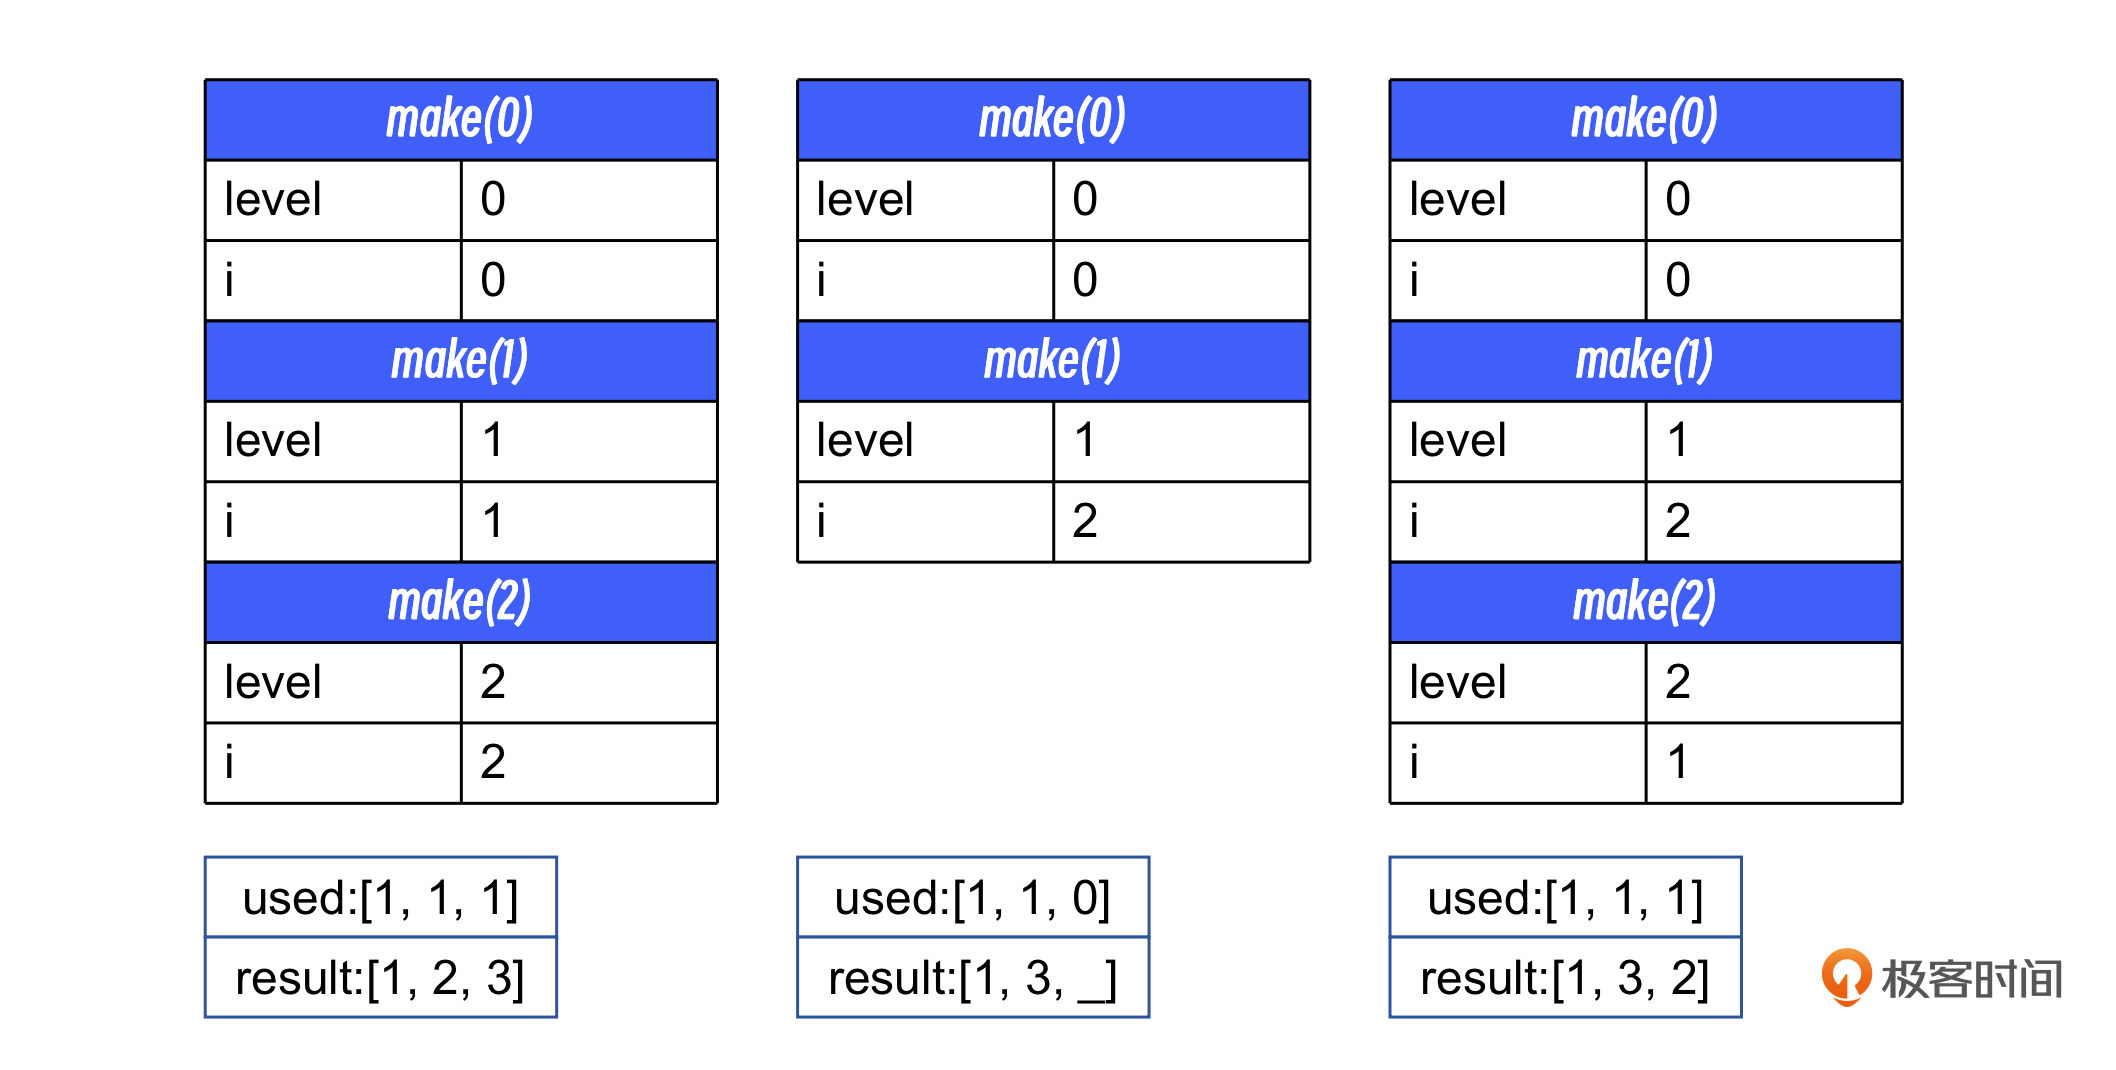 make(0)
level 0
i 0
make(1)
level 1
i 1
make(2)
level 2
i 2
used:[1, 1, 1]
result:[1, 2, 3]
make(0)
level 0
i 0
make(1)
level 1
i 2
used:[1, 1, 0]
result:[1, 3, _]
make(0)
level 0
i 0
make(1)
level 1
i 2
make(2)
level 2
i 1
used:[1, 1, 1]
result:[1, 3, 2]
极客时间